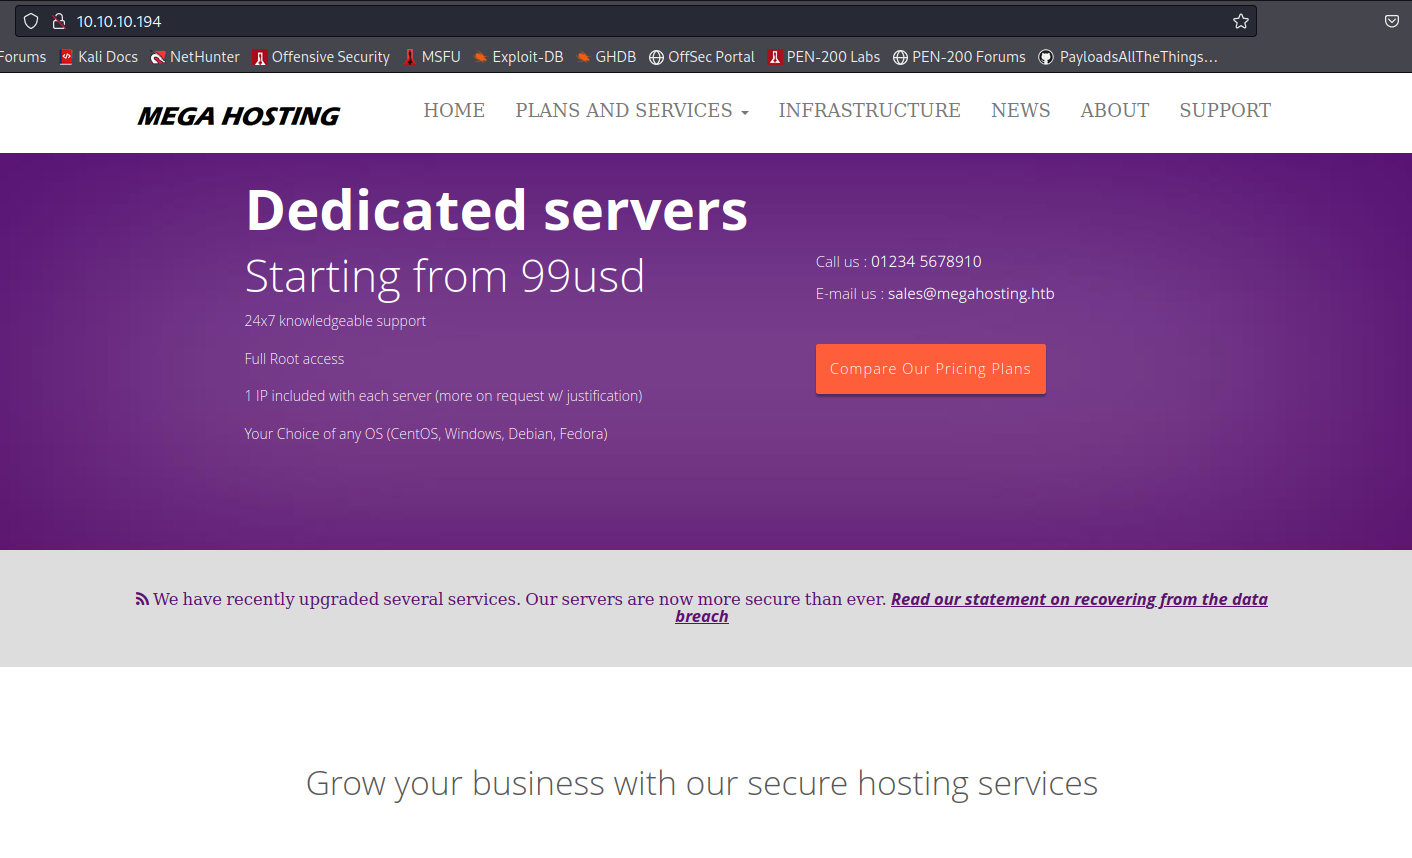 10.10.10.194
Forums Kali Docs NetHunter Offensive Security MSFU Exploit-DB GHDB OffSec Portal PEN-200 Labs PEN-200 Forums PayloadsAllTheThings…
MEGA HOSTING HOME PLANS AND SERVICES INFRASTRUCTURE NEWS ABOUT SUPPORT
Dedicated servers
Starting from 99usd
24x7 knowledgeable support
Full Root access
1 IP included with each server (more on request w/ justification)
Your Choice of any OS (CentOS, Windows, Debian, Fedora)
Call us : 01234 5678910
E-mail us : sales@megahosting.htb
Compare Our Pricing Plans
We have recently upgraded several services. Our servers are now more secure than ever. Read our statement on recovering from the data
breach
Grow your business with our secure hosting services